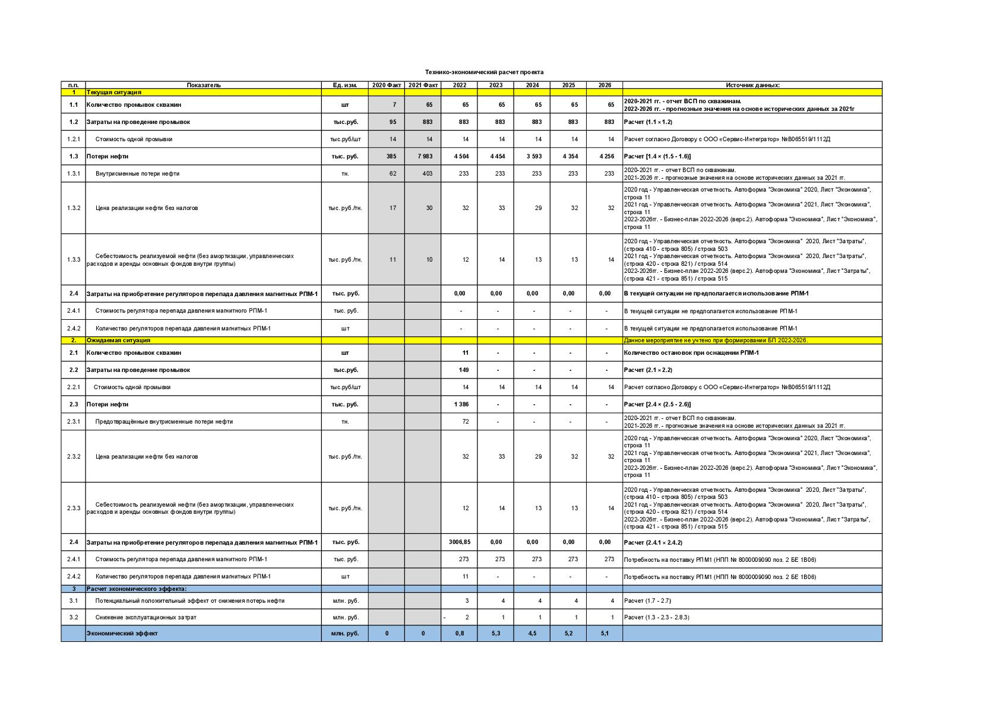 Технико-экономический расчет проекта
п.п. Показатель Ед. изм. 2020 Факт 2021 Факт 2022 2023 2024 2025 2026 Источник данных:
1 Текущая ситуация
1.1 Количество промывок скважин шт 7 65 65 65 65 65 65 2020-2021 гг. - отчет ВСП по скважинам.
2022-2026 гг. - прогнозные значения на основе исторических данных за 2021г
1.2 Затраты на проведение промывок тыс.руб. 95 883 883 883 883 883 883 Расчет (1.1 × 1.2)
1.2.1 Стоимость одной промывки тыс.руб/шт 14 14 14 14 14 14 14 Расчет согласно Договору с ООО «Сервис-Интегратор» №В065519/1112Д
1.3 Потери нефти тыс. руб. 385 7 983 4 504 4 454 3 593 4 354 4 256 Расчет [1.4 × (1.5 - 1.6)]
1.3.1 Внутрисменные потери нефти тн. 62 403 233 233 233 233 233 2020-2021 гг. - отчет ВСП по скважинам.
2021-2026 гг. - прогнозные значения на основе исторических данных за 2021 гг.
1.3.2 Цена реализации нефти без налогов тыс. руб./тн. 17 30 32 33 29 32 32 2020 год - Управленческая отчетность. Автоформа "Экономика" 2020, Лист "Экономика",
строка 11
2021 год - Управленческая отчетность. Автоформа "Экономика" 2021, Лист "Экономика",
строка 11
2022-2026гг. - Бизнес-план 2022-2026 (верс.2). Автоформа "Экономика", Лист "Экономика",
строка 11
1.3.3 Себестоимость реализуемой нефти (без амортизации, управленческих
расходов и аренды основных фондов внутри группы) тыс. руб./тн. 11 10 12 14 13 13 14 2020 год - Управленческая отчетность. Автоформа "Экономика" 2020, Лист "Затраты",
(строка 410 - строка 805) / строка 503
2021 год - Управленческая отчетность. Автоформа "Экономика" 2020, Лист "Затраты",
(строка 420 - строка 821) / строка 514
2022-2026гг. - Бизнес-план 2022-2026 (верс.2). Автоформа "Экономика", Лист "Затраты",
(строка 421 - строка 851) / строка 515
2.4 Затраты на приобретение регуляторов перепада давления магнитных РПМ-1 тыс. руб. 0,00 0,00 0,00 0,00 0,00 В текущей ситуации не предполагается использование РПМ-1
2.4.1 Стоимость регулятора перепада давления магнитного РПМ-1 тыс. руб. - - - - - В текущей ситуации не предполагается использование РПМ-1
2.4.2 Количество регуляторов перепада давления магнитных РПМ-1 шт - - - - - В текущей ситуации не предполагается использование РПМ-1
2. Ожидаемая ситуация Данное мероприятие не учтено при формировании БП 2022-2026.
2.1 Количество промывок скважин шт 11 - - - - Количество остановок при оснащении РПМ-1
2.2 Затраты на проведение промывок тыс.руб. 149 - - - - Расчет (2.1 × 2.2)
2.2.1 Стоимость одной промывки тыс.руб/шт 14 14 14 14 14 Расчет согласно Договору с ООО «Сервис-Интегратор» №В065519/1112Д
2.3 Потери нефти тыс. руб. 1 386 - - - - Расчет [2.4 × (2.5 - 2.6)]
2.3.1 Предотвращённые внутрисменные потери нефти тн. 72 - - - - 2020-2021 гг. - отчет ВСП по скважинам.
2021-2026 гг. - прогнозные значения на основе исторических данных за 2021 гг.
2.3.2 Цена реализации нефти без налогов тыс. руб./тн. 32 33 29 32 32 2020 год - Управленческая отчетность. Автоформа "Экономика" 2020, Лист "Экономика",
строка 11
2021 год - Управленческая отчетность. Автоформа "Экономика" 2021, Лист "Экономика",
строка 11
2022-2026гг. - Бизнес-план 2022-2026 (верс.2). Автоформа "Экономика", Лист "Экономика",
строка 11
2.3.3 Себестоимость реализуемой нефти (без амортизации, управленческих
расходов и аренды основных фондов внутри группы) тыс. руб./тн. 12 14 13 13 14 2020 год - Управленческая отчетность. Автоформа "Экономика" 2020, Лист "Затраты",
(строка 410 - строка 805) / строка 503
2021 год - Управленческая отчетность. Автоформа "Экономика" 2020, Лист "Затраты",
(строка 420 - строка 821) / строка 514
2022-2026гг. - Бизнес-план 2022-2026 (верс.2). Автоформа "Экономика", Лист "Затраты",
(строка 421 - строка 851) / строка 515
2.4 Затраты на приобретение регуляторов перепада давления магнитных РПМ-1 тыс. руб. 3006,85 0,00 0,00 0,00 0,00 Расчет (2.4.1 × 2.4.2)
2.4.1 Стоимость регулятора перепада давления магнитного РПМ-1 тыс. руб. 273 273 273 273 273 Потребность на поставку РПМ1 (НПП № 8000009090 поз. 2 БЕ 1В06)
2.4.2 Количество регуляторов перепада давления магнитных РПМ-1 шт 11 - - - - Потребность на поставку РПМ1 (НПП № 8000009090 поз. 2 БЕ 1В06)
3 Расчет экономического эффекта:
3.1 Потенциальный положительный эффект от снижения потерь нефти млн. руб. 3 4 4 4 4 Расчет (1.7 - 2.7)
3.2 Снижение эксплуатационных затрат млн. руб. - 2 1 1 1 1 Расчет (1.3 - 2.3 - 2.8.3)
Экономический эффект млн. руб. 0 0 0,8 5,3 4,5 5,2 5,1